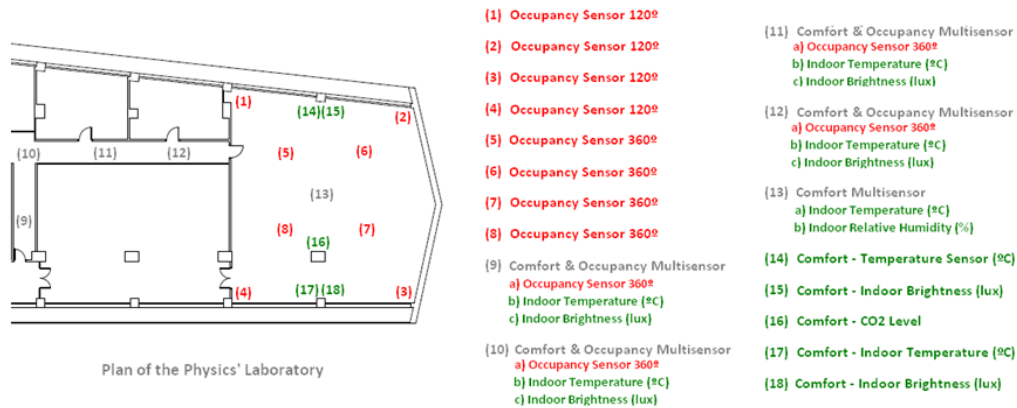 (1)
(14)(15)
(2)
(10)
(11)
(12)
(5)
(6)
(13)
(9)
(8)
(7)
(16)
(4)
(17)(18)
(3)
Plan of the Physics' Laboratory
(1) Occupancy Sensor 120º
(2) Occupancy Sensor 120º
(3) Occupancy Sensor 120º
(4) Occupancy Sensor 120º
(5) Occupancy Sensor 360º
(6) Occupancy Sensor 360º
(7) Occupancy Sensor 360º
(8) Occupancy Sensor 360º
(9) Comfort & Occupancy Multisensor
a) Occupancy Sensor 360º
b) Indoor Temperature (ºC)
c) Indoor Brightness (lux)
(10) Comfort & Occupancy Multisensor
a) Occupancy Sensor 360º
b) Indoor Temperature (ºC)
c) Indoor Brightness (lux)
(11) Comfort & Occupancy Multisensor
a) Occupancy Sensor 360º
b) Indoor Temperature (ºC)
c) Indoor Brightness (lux)
(12) Comfort & Occupancy Multisensor
a) Occupancy Sensor 360º
b) Indoor Temperature (ºC)
c) Indoor Brightness (lux)
(13) Comfort Multisensor
a) Indoor Temperature (ºC)
b) Indoor Relative Humidity (%)
(14) Comfort - Temperature Sensor (ºC)
(15) Comfort - Indoor Brightness (lux)
(16) Comfort - CO2 Level
(17) Comfort - Indoor Temperature (ºC)
(18) Comfort - Indoor Brightness (lux)